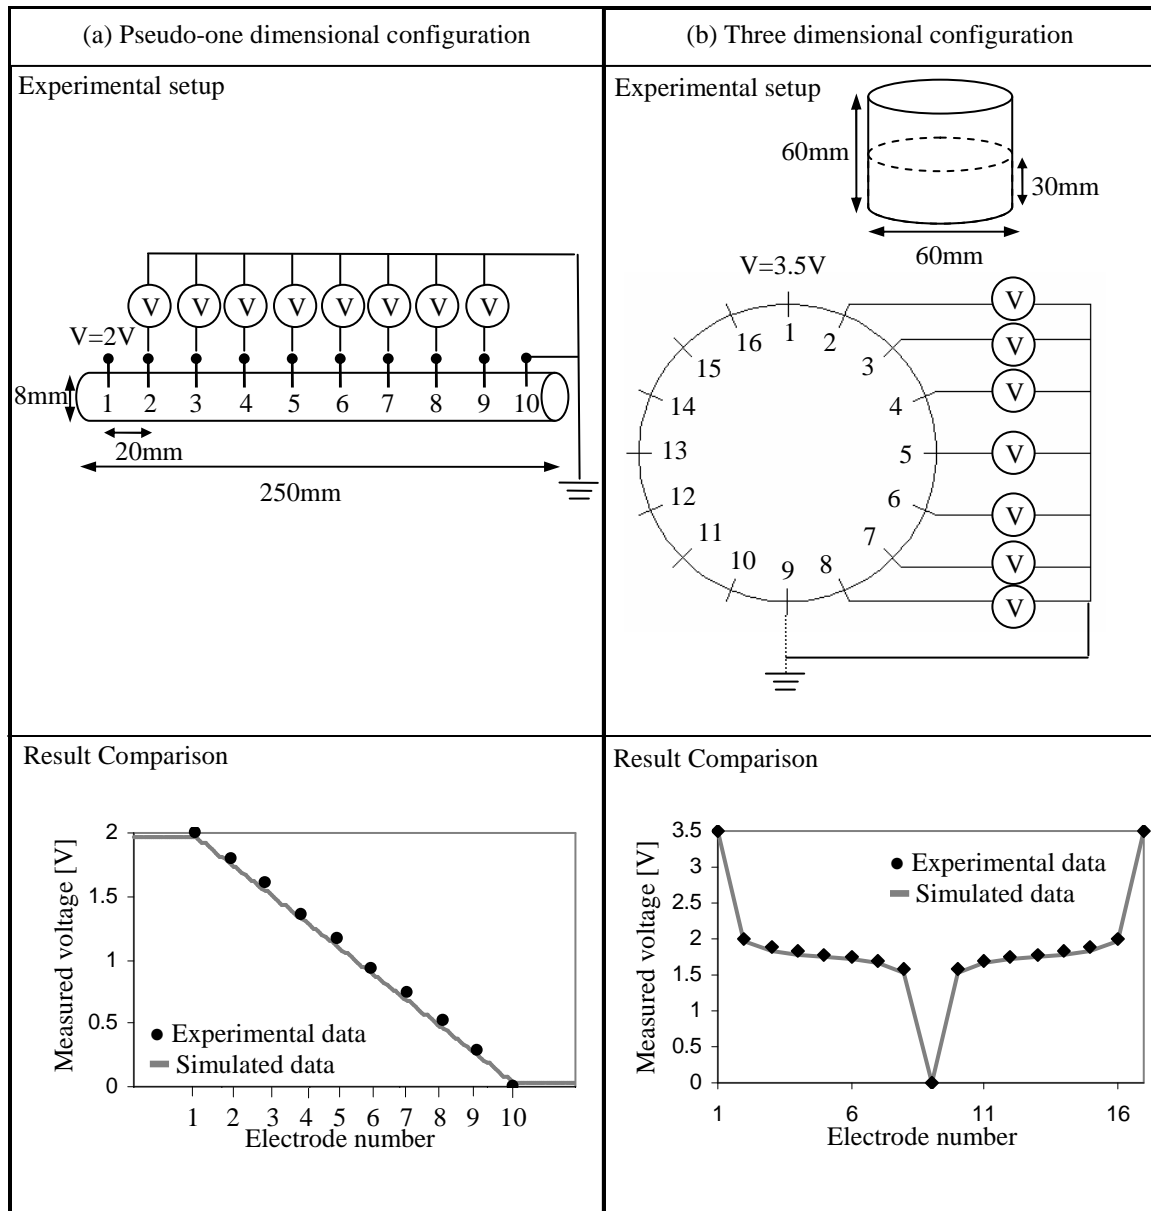 (a) Pseudo-one dimensional configuration
Experimental setup
V V V V V V V V
V=2V
8mm
1 2 3 4 5 6 7 8 9 10
20mm
250mm
(b) Three dimensional configuration
Experimental setup
60mm
30mm
60mm
V=3.5V
1 2 3 4 5 6 7 8 9 10 11 12 13 14 15 16
V
V
V
V
V
V
V
Result Comparison
Measured voltage [V]
2
1.5
1
0.5
0
Experimental data
Simulated data
1 2 3 4 5 6 7 8 9 10
Electrode number
Result Comparison
Measured voltage [V]
3.5
3
2.5
2
1.5
1
0.5
0
Experimental data
Simulated data
1 6 11 16
Electrode number